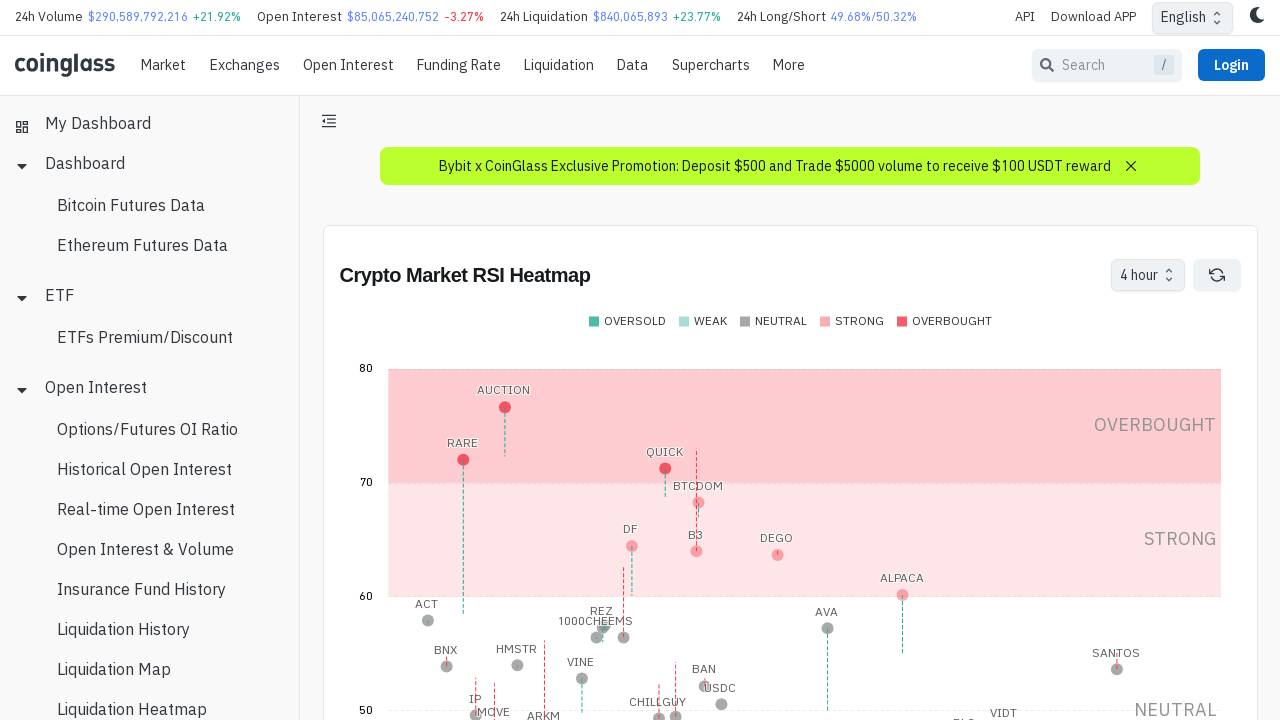 24h Volume $290,589,792,216 +21.92% Open Interest $85,065,240,752 -3.27% 24h Liquidation $840,065,893 +23.77% 24h Long/Short 49.68%/50.32% API Download APP English
coinglass Market Exchanges Open Interest Funding Rate Liquidation Data Supercharts More Search / Login
My Dashboard
Dashboard
Bitcoin Futures Data
Ethereum Futures Data
ETF
ETFs Premium/Discount
Open Interest
Options/Futures OI Ratio
Historical Open Interest
Real-time Open Interest
Open Interest & Volume
Insurance Fund History
Liquidation History
Liquidation Map
Liquidation Heatmap
Bybit x CoinGlass Exclusive Promotion: Deposit $500 and Trade $5000 volume to receive $100 USDT reward
Crypto Market RSI Heatmap
4 hour
OVERSOLD WEAK NEUTRAL STRONG OVERBOUGHT
80
AUCTION
OVERBOUGHT
RARE
QUICK
70
BTCDOM
DF
B3
DEGO
STRONG
ALPACA
60
ACT
REZ
AVA
1000CHEEMS
BNX
HMSTR
SANTOS
VINE
BAN
USDC
IP
CHILLGUY
MOVE
ARKM
VIDT
50
NEUTRAL